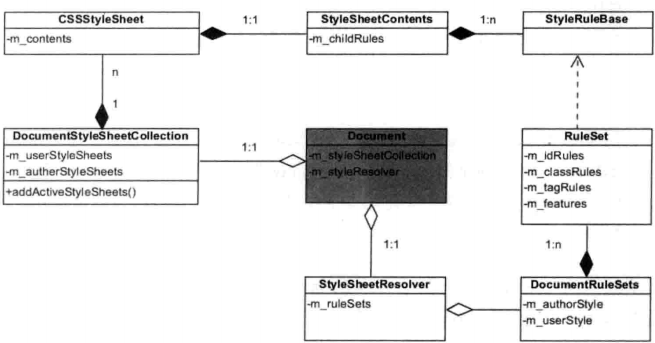 CSSStyleSheet
-m_contents
1:1
StyleSheetContents
-m_childRules
1:n
StyleRuleBase
n
1
DocumentStyleSheetCollection
-m_userStyleSheets
-m_autherStyleSheets
+addActiveStyleSheets()
1:1
Document
-m_styleSheetCollection
-m_styleResolver
RuleSet
-m_idRules
-m_classRules
-m_tagRules
-m_features
1:1
1:n
StyleSheetResolver
-m_ruleSets
DocumentRuleSets
-m_authorStyle
-m_userStyle